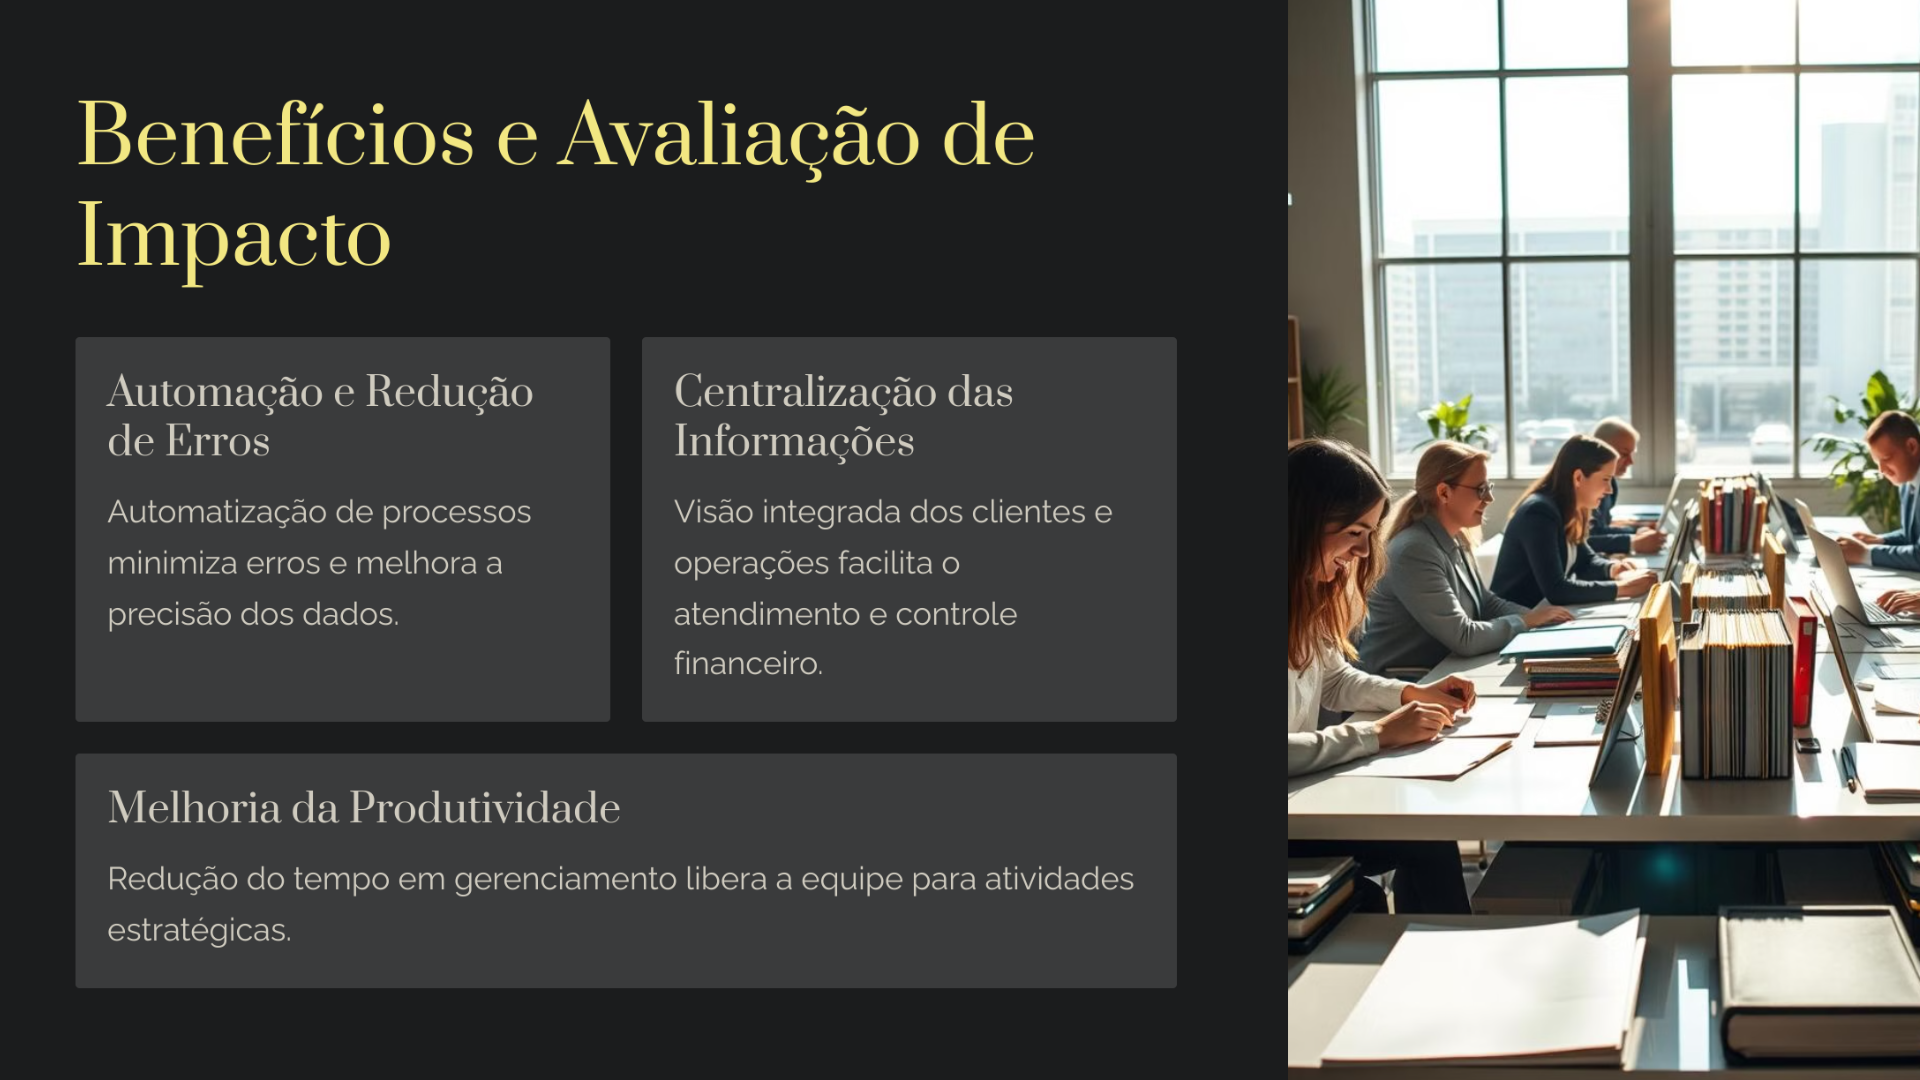 Benefícios e Avaliação de
Impacto
Automação e Redução
de Erros
Automatização de processos
minimiza erros e melhora a
precisão dos dados.
Centralização das
Informações
Visão integrada dos clientes e
operações facilita o
atendimento e controle
financeiro.
Melhoria da Produtividade
Redução do tempo em gerenciamento libera a equipe para atividades
estratégicas.